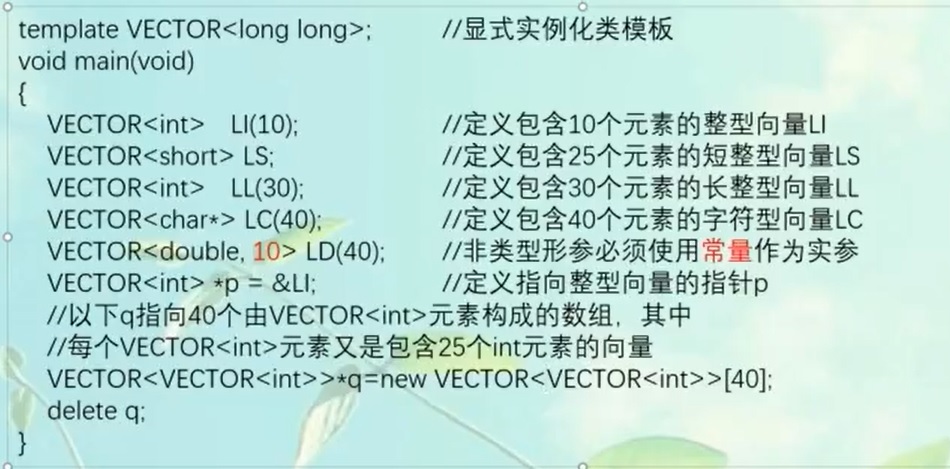 template VECTOR<long long>; //显式实例化类模板
void main(void)
{
VECTOR<int> LI(10); //定义包含10个元素的整型向量LI
VECTOR<short> LS; //定义包含25个元素的短整型向量LS
VECTOR<int> LL(30); //定义包含30个元素的长整型向量LL
VECTOR<char*> LC(40); //定义包含40个元素的字符型向量LC
VECTOR<double, 10> LD(40); //非类型形参必须使用常量作为实参
VECTOR<int> *p = &LI; //定义指向整型向量的指针p
//以下q指向40个由VECTOR<int>元素构成的数组，其中
//每个VECTOR<int>元素又是包含25个int元素的向量
VECTOR<VECTOR<int>>*q=new VECTOR<VECTOR<int>>[40];
delete q;
}